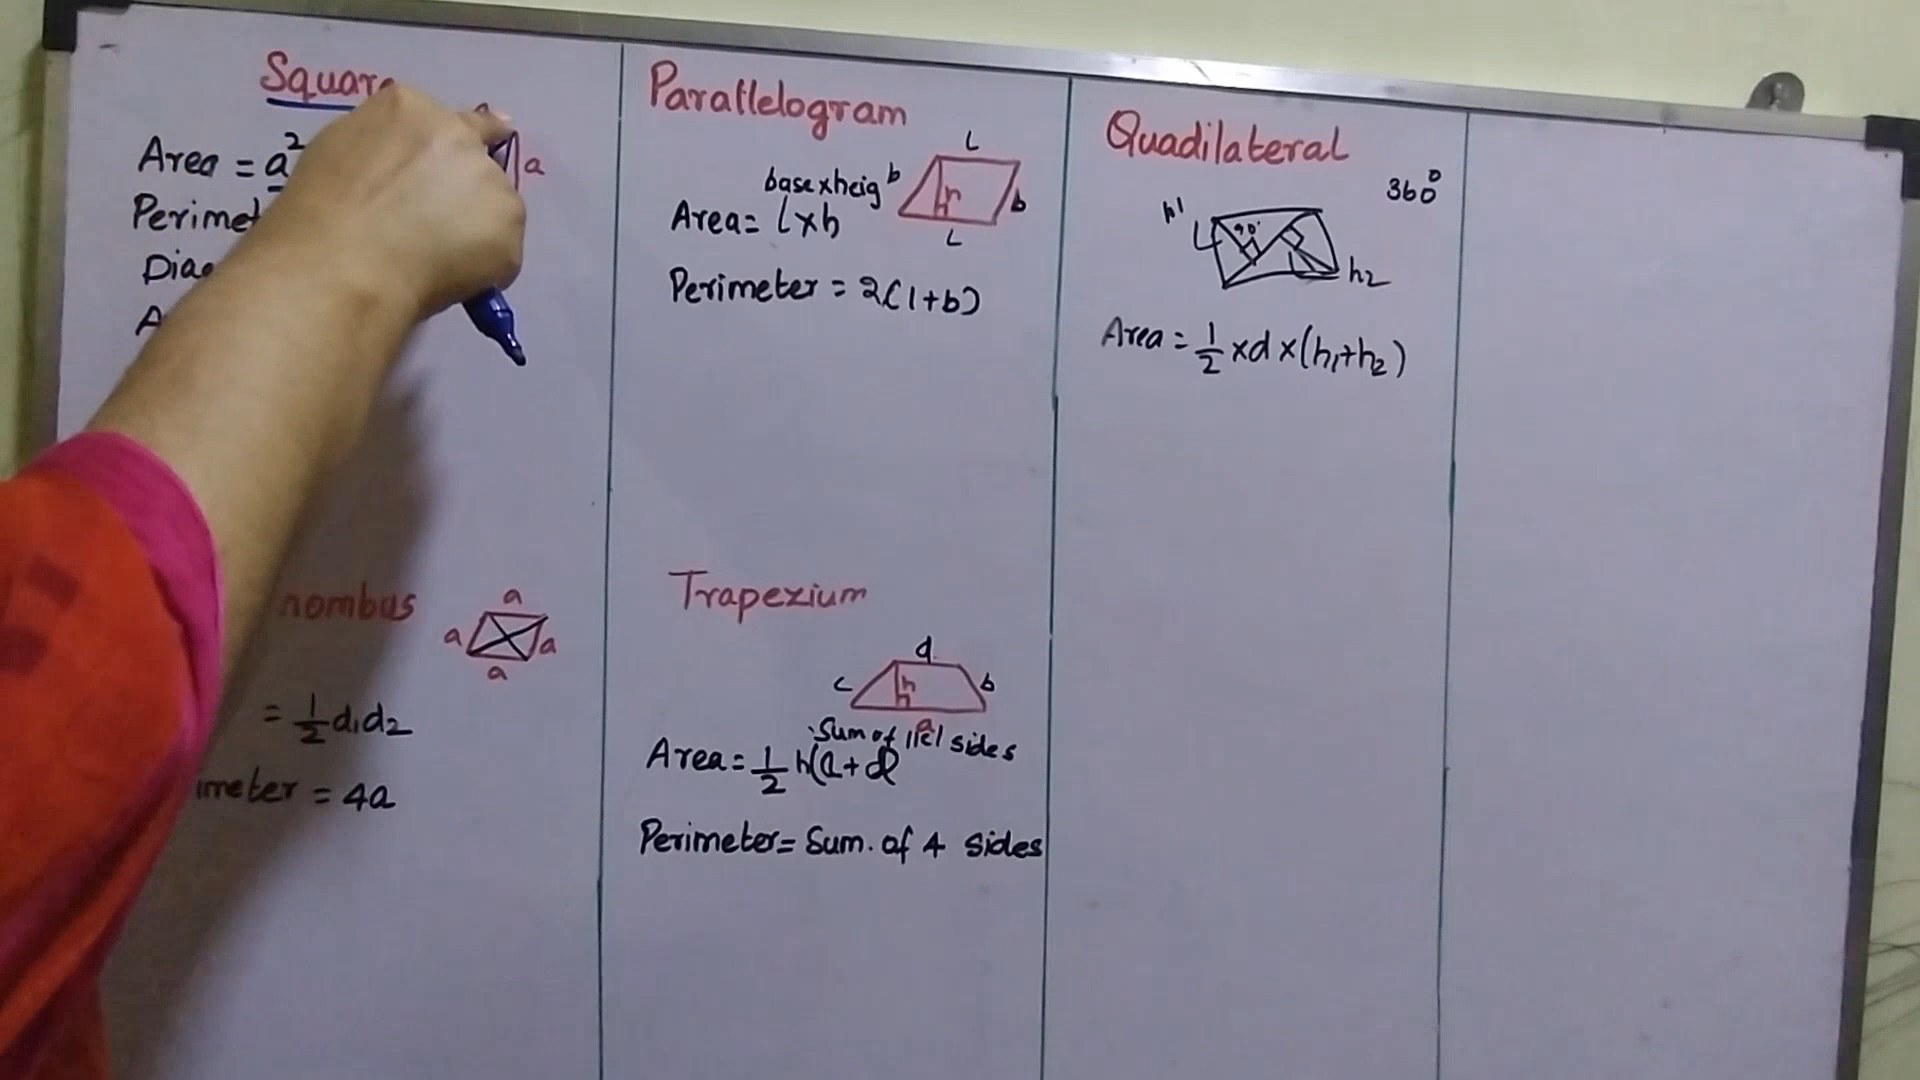 Square
a
Area = a²
Perimet
Diag
A
Parallelogram
L
base x heig b
b
h
Area = l x h
L
Perimeter = 2(l+b)
Quadilateral
360°
h1
90°
h2
Area = 1/2 x d x (h1+h2)
hombus
a
a
a
a
= 1/2 d1d2
imeter = 4a
Trapezium
d
c
h
b
a
Sum of ||el sides
Area = 1/2 h(a+d)
Perimeter = Sum. of 4 sides